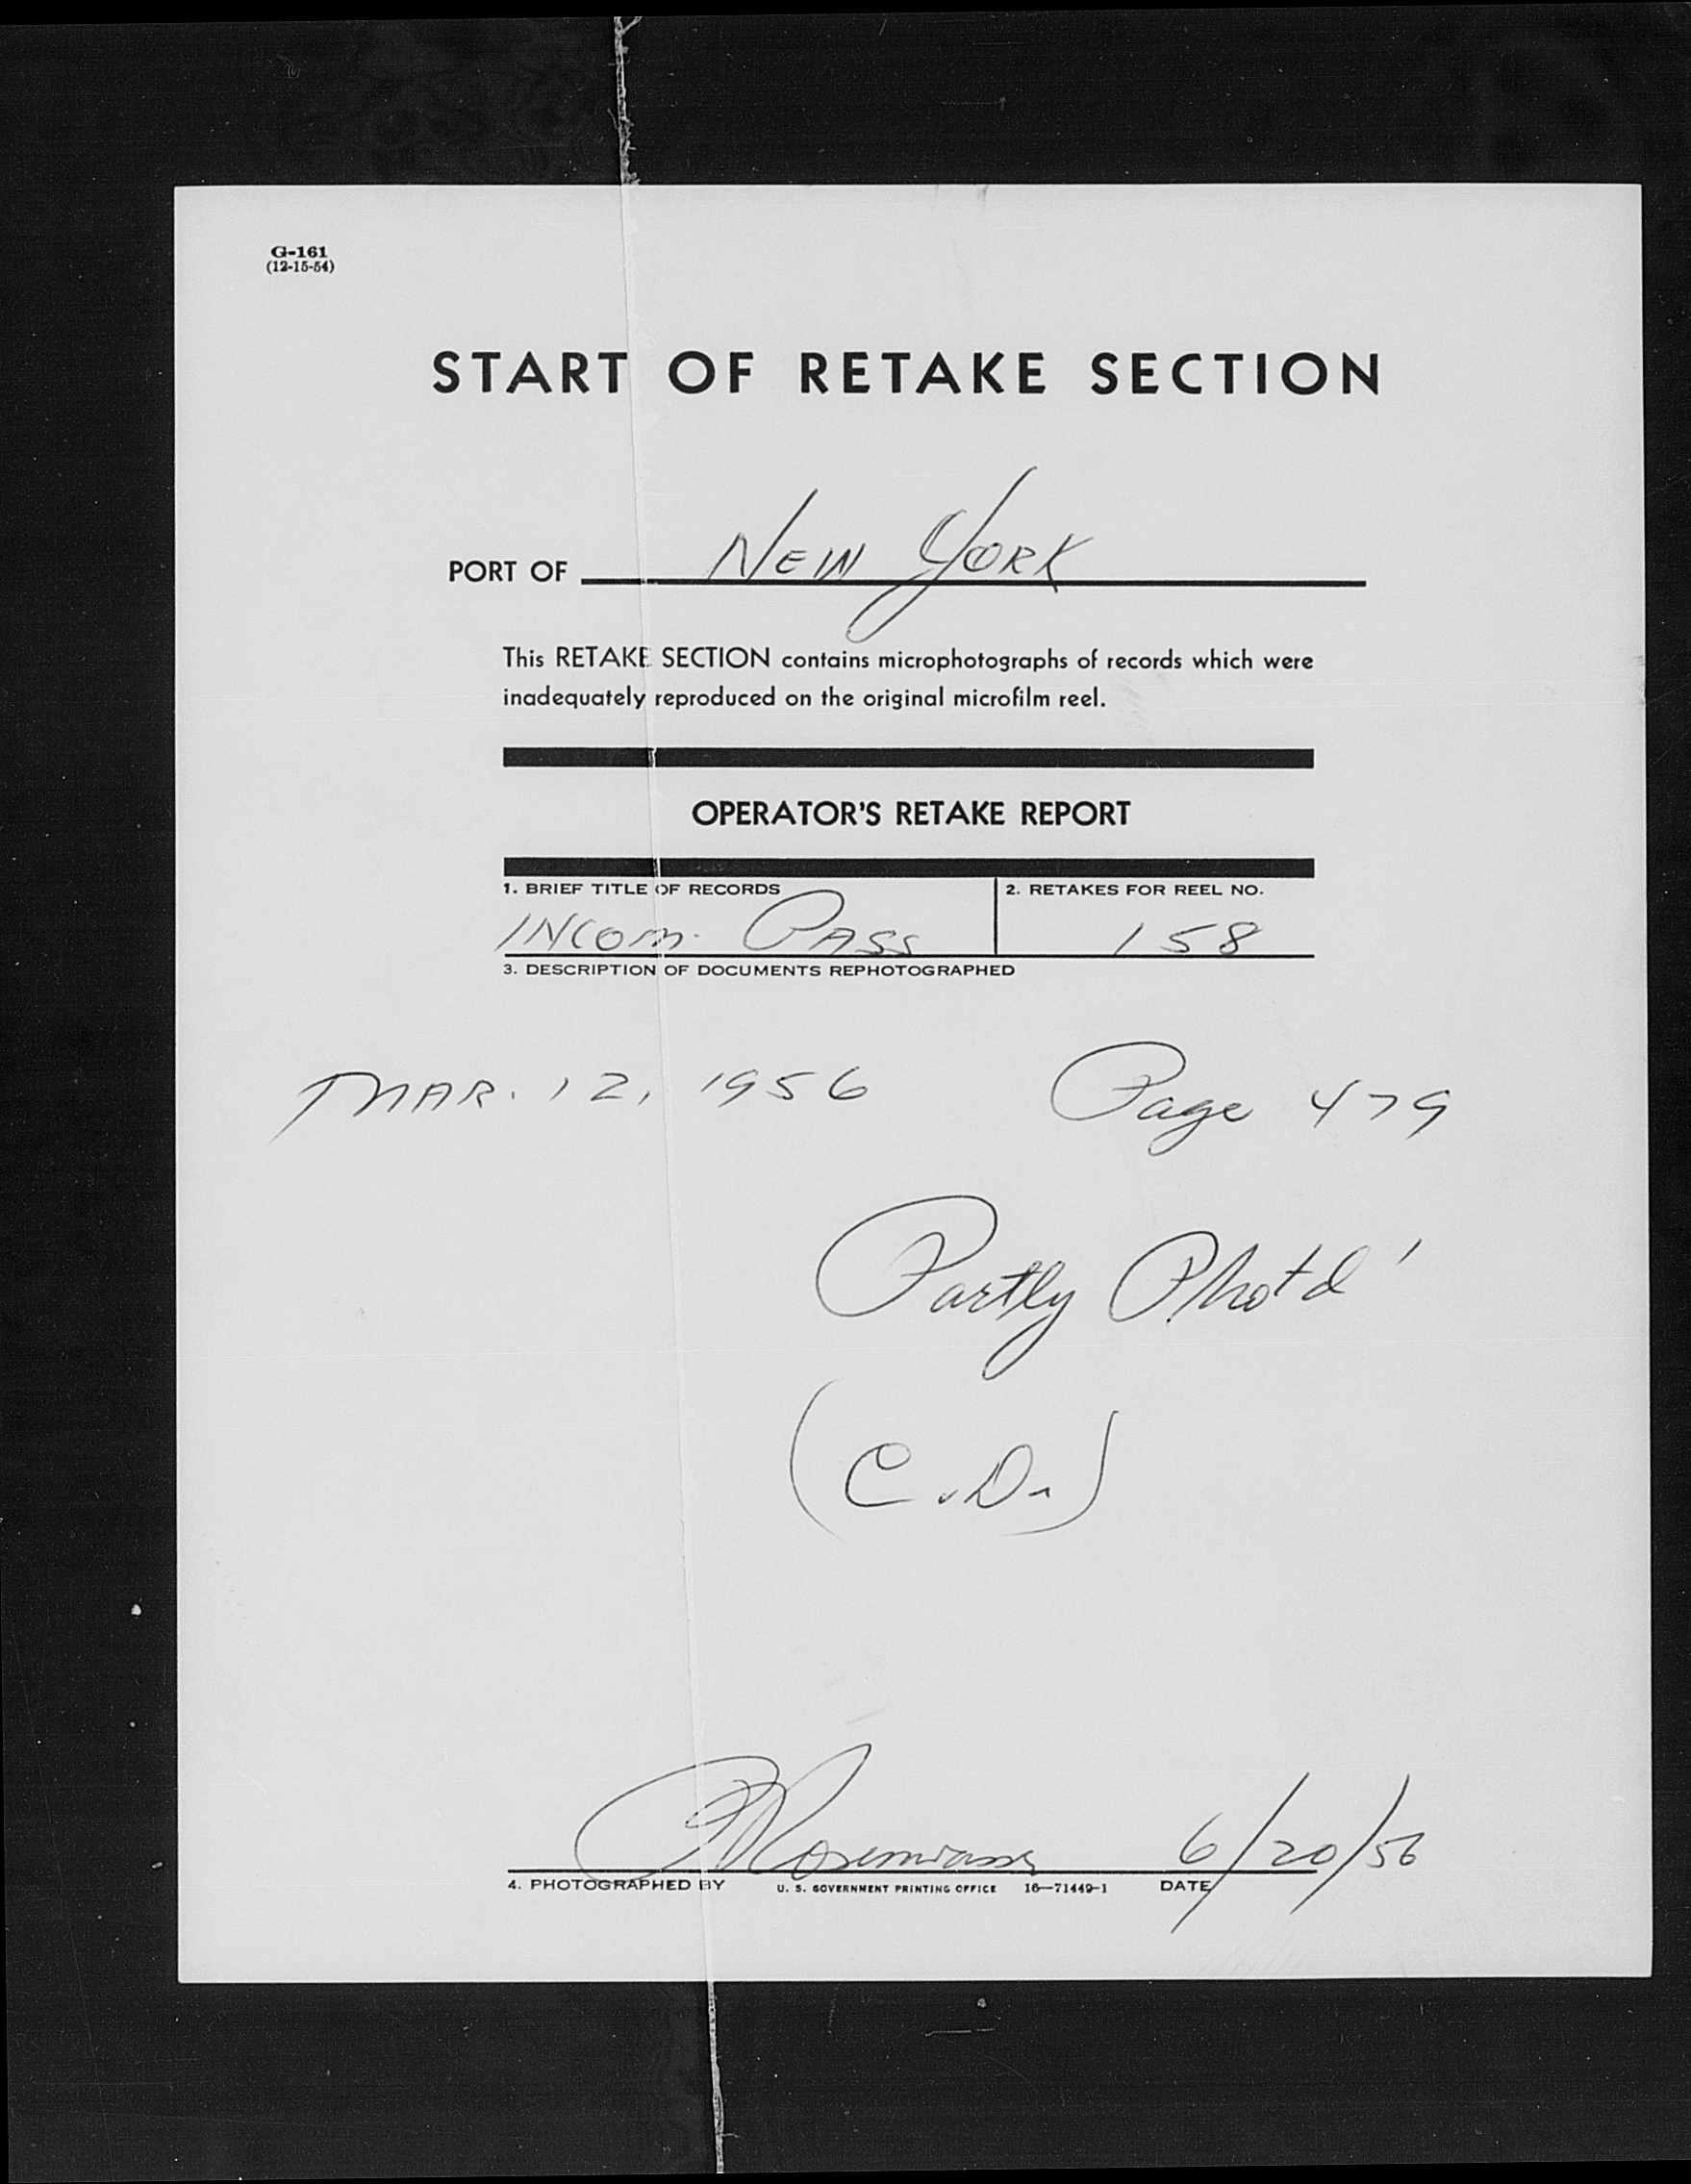 G-161
(12-15-54)
START OF RETAKE SECTION
PORT OF NEW YORK
This RETAKE SECTION contains microphotographs of records which were
inadequately reproduced on the original microfilm reel.
OPERATOR'S RETAKE REPORT
1. BRIEF TITLE OF RECORDS 2. RETAKES FOR REEL NO.
INCOM. PASS 158
3. DESCRIPTION OF DOCUMENTS REPHOTOGRAPHED
MAR. 12, 1956 Page 479
Partly Photd'
(C.D.)
6/20/56
4. PHOTOGRAPHED BY U. S. GOVERNMENT PRINTING OFFICE 16—71449-1 DATE